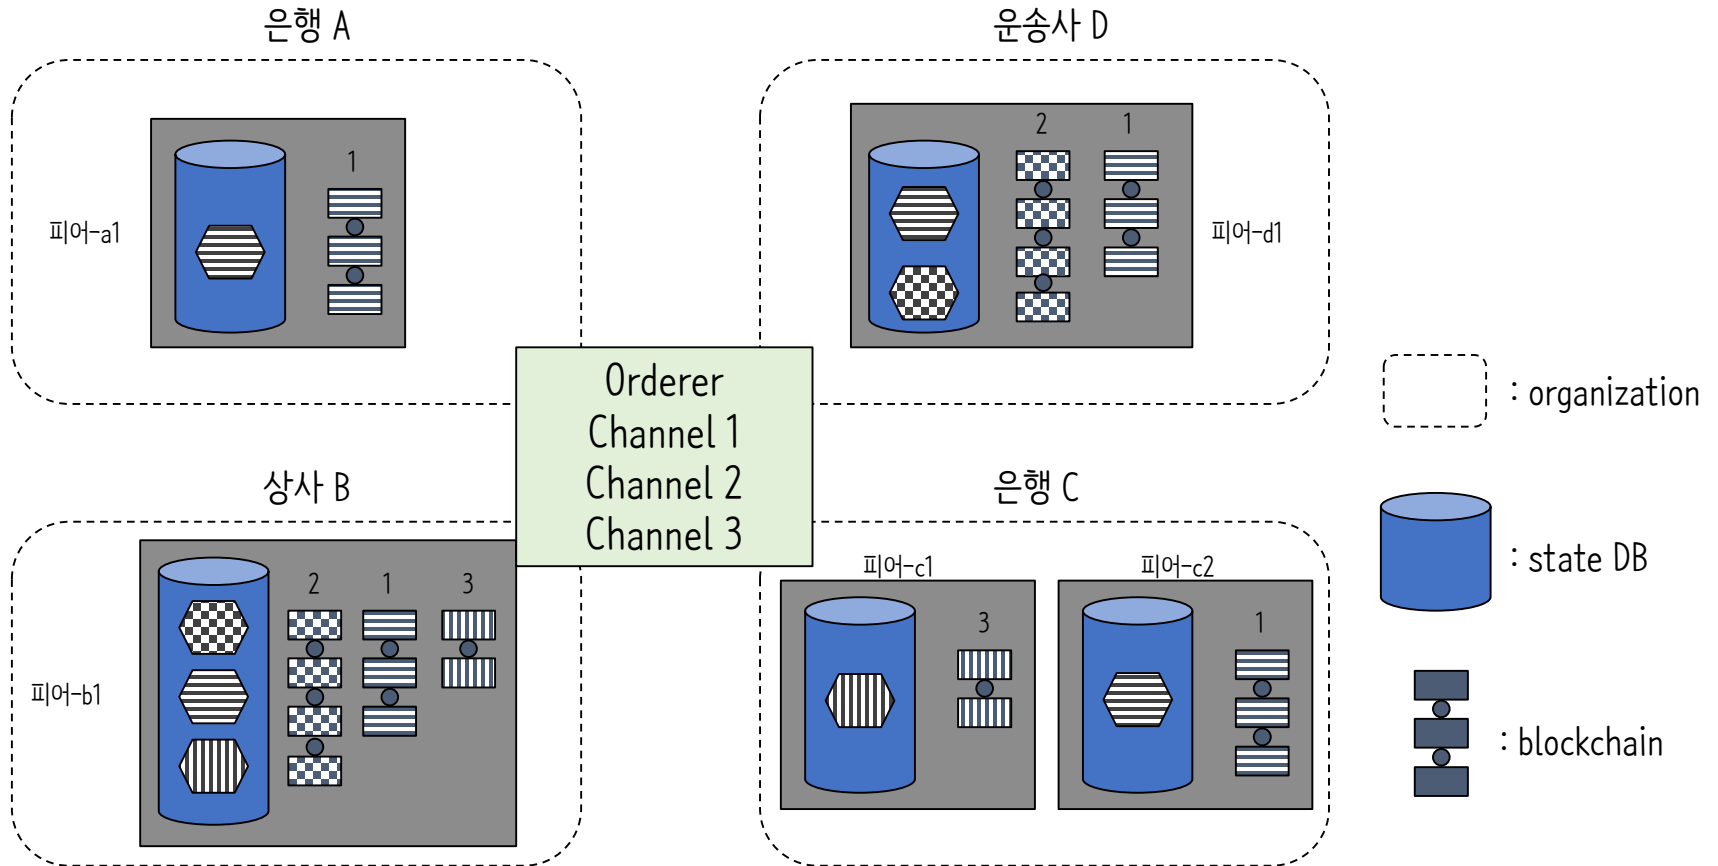 은행 A
운송사 D
피어-a1
1
2
1
피어-d1
Orderer
Channel 1
Channel 2
Channel 3
상사 B
은행 C
피어-b1
2
1
3
피어-c1
3
피어-c2
1
: organization
: state DB
: blockchain